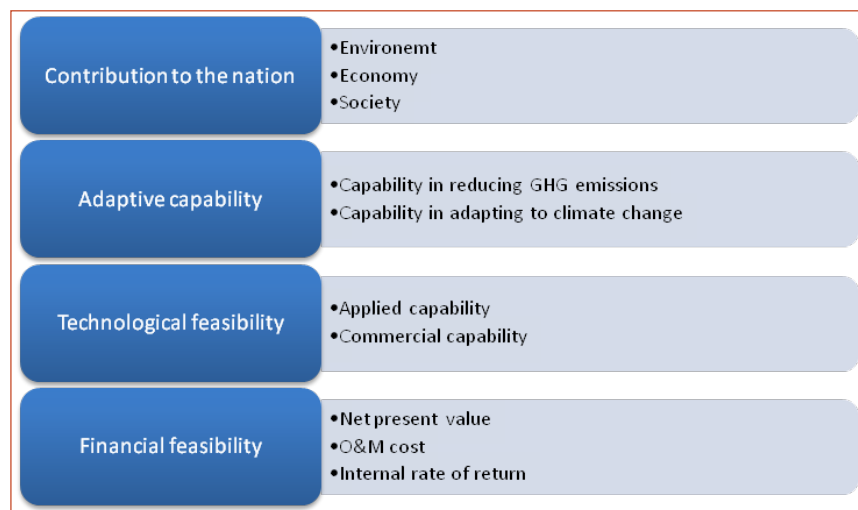 Contribution to the nation
•Environemt
•Economy
•Society
Adaptive capability
•Capability in reducing GHG emissions
•Capability in adapting to climate change
Technological feasibility
•Applied capability
•Commercial capability
Financial feasibility
•Net present value
•O&M cost
•Internal rate of return